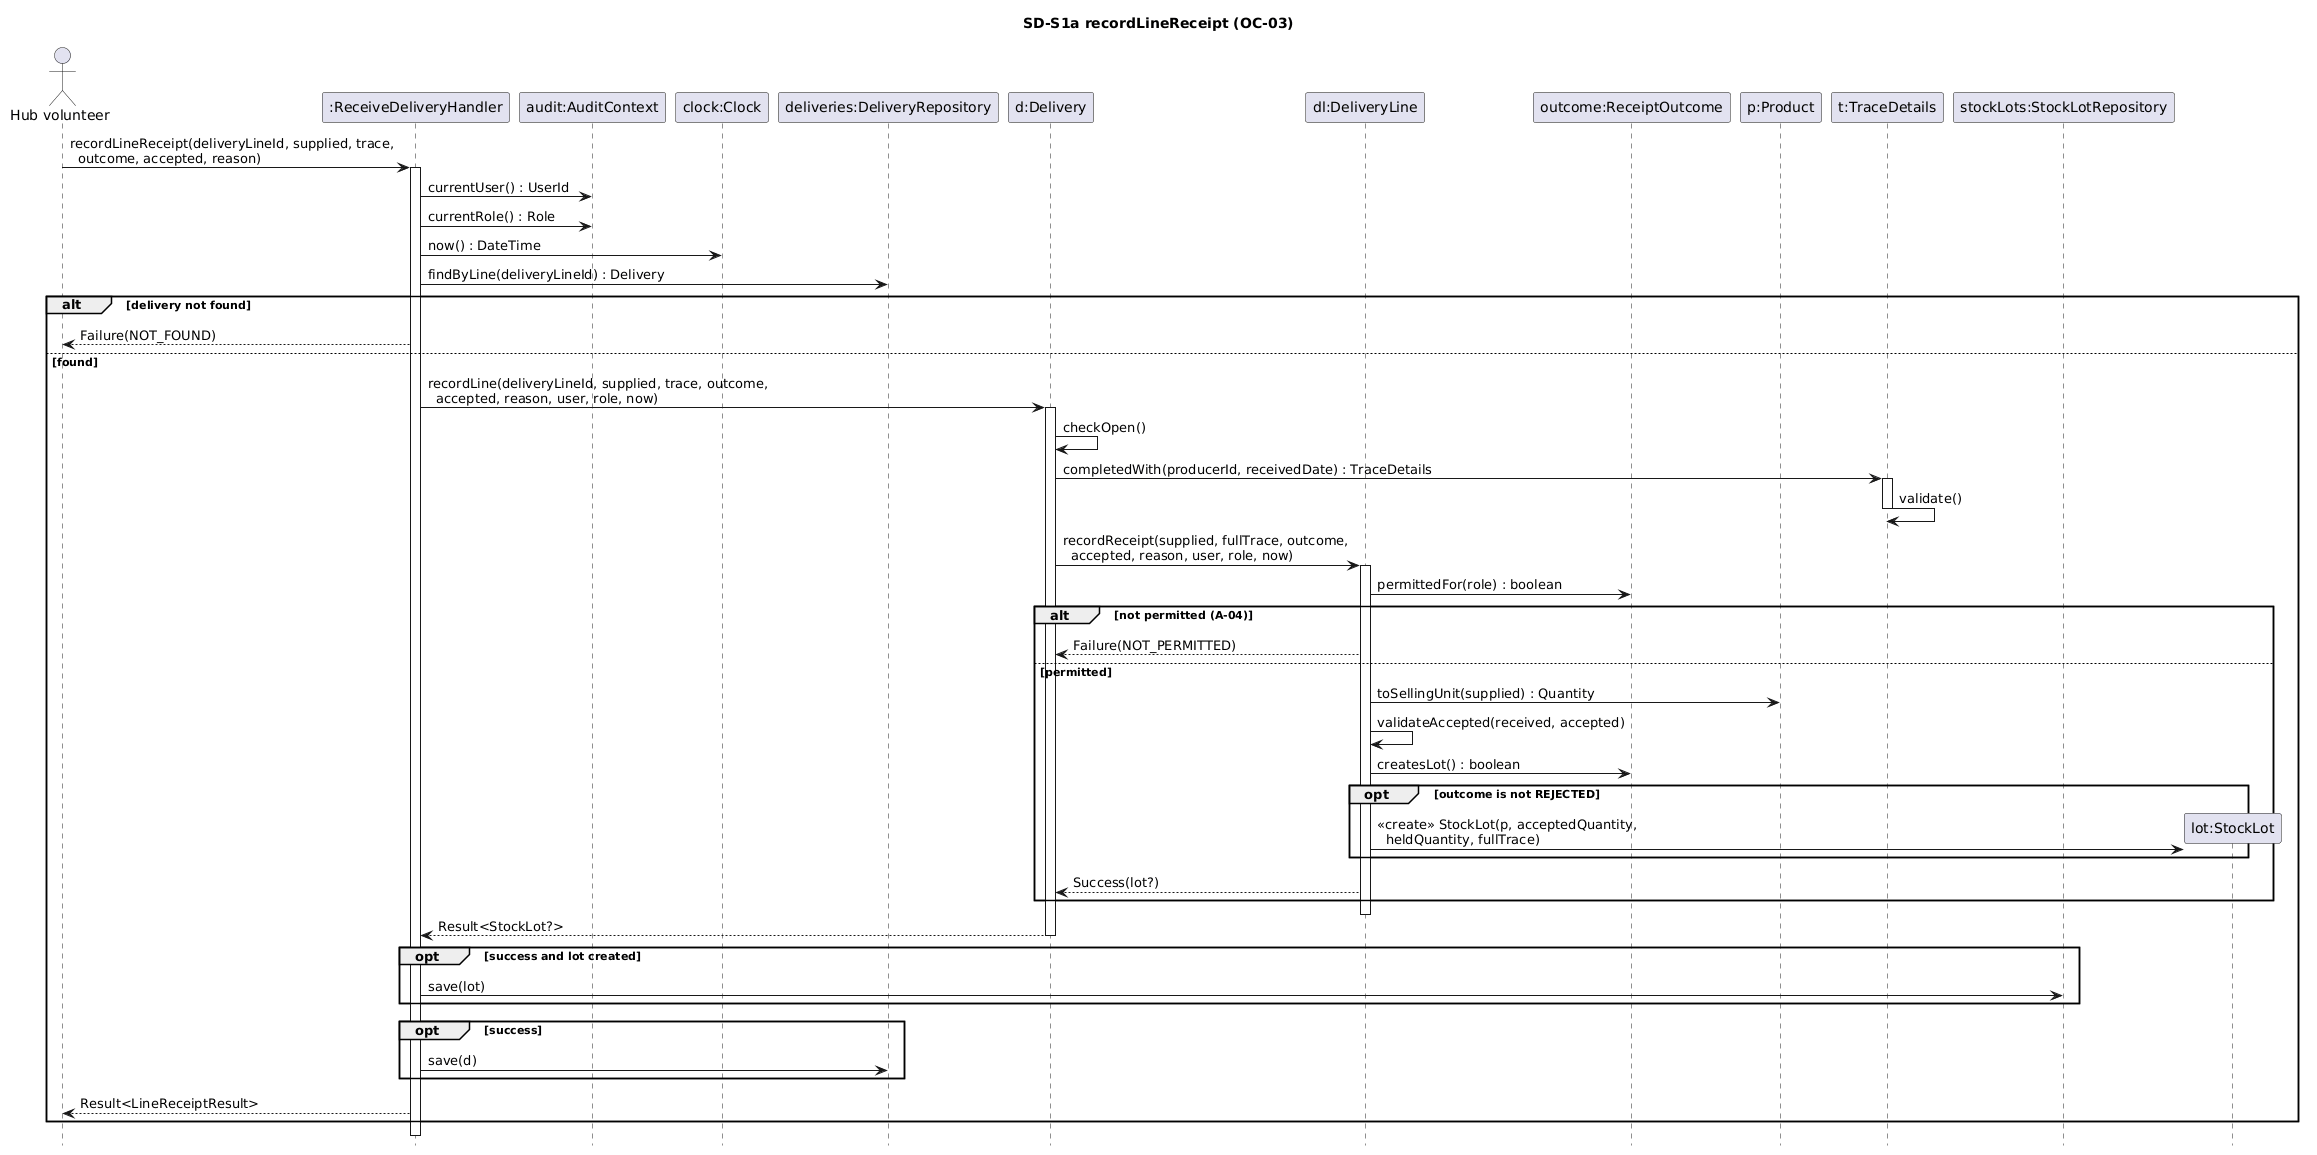 SD-S1a recordLineReceipt (OC-03)
Hub volunteer
:ReceiveDeliveryHandler
audit:AuditContext
clock:Clock
deliveries:DeliveryRepository
d:Delivery
dl:DeliveryLine
outcome:ReceiptOutcome
p:Product
t:TraceDetails
stockLots:StockLotRepository
recordLineReceipt(deliveryLineId, supplied, trace,
outcome, accepted, reason)
currentUser() : UserId
currentRole() : Role
now() : DateTime
findByLine(deliveryLineId) : Delivery
alt
[delivery not found]
Failure(NOT_FOUND)
[found]
recordLine(deliveryLineId, supplied, trace, outcome,
accepted, reason, user, role, now)
checkOpen()
completedWith(producerId, receivedDate) : TraceDetails
validate()
recordReceipt(supplied, fullTrace, outcome,
accepted, reason, user, role, now)
permittedFor(role) : boolean
alt
[not permitted (A-04)]
Failure(NOT_PERMITTED)
[permitted]
toSellingUnit(supplied) : Quantity
validateAccepted(received, accepted)
createsLot() : boolean
opt
[outcome is not REJECTED]
«create» StockLot(p, acceptedQuantity,
heldQuantity, fullTrace)
lot:StockLot
Success(lot?)
Result<StockLot?>
opt
[success and lot created]
save(lot)
opt
[success]
save(d)
Result<LineReceiptResult>